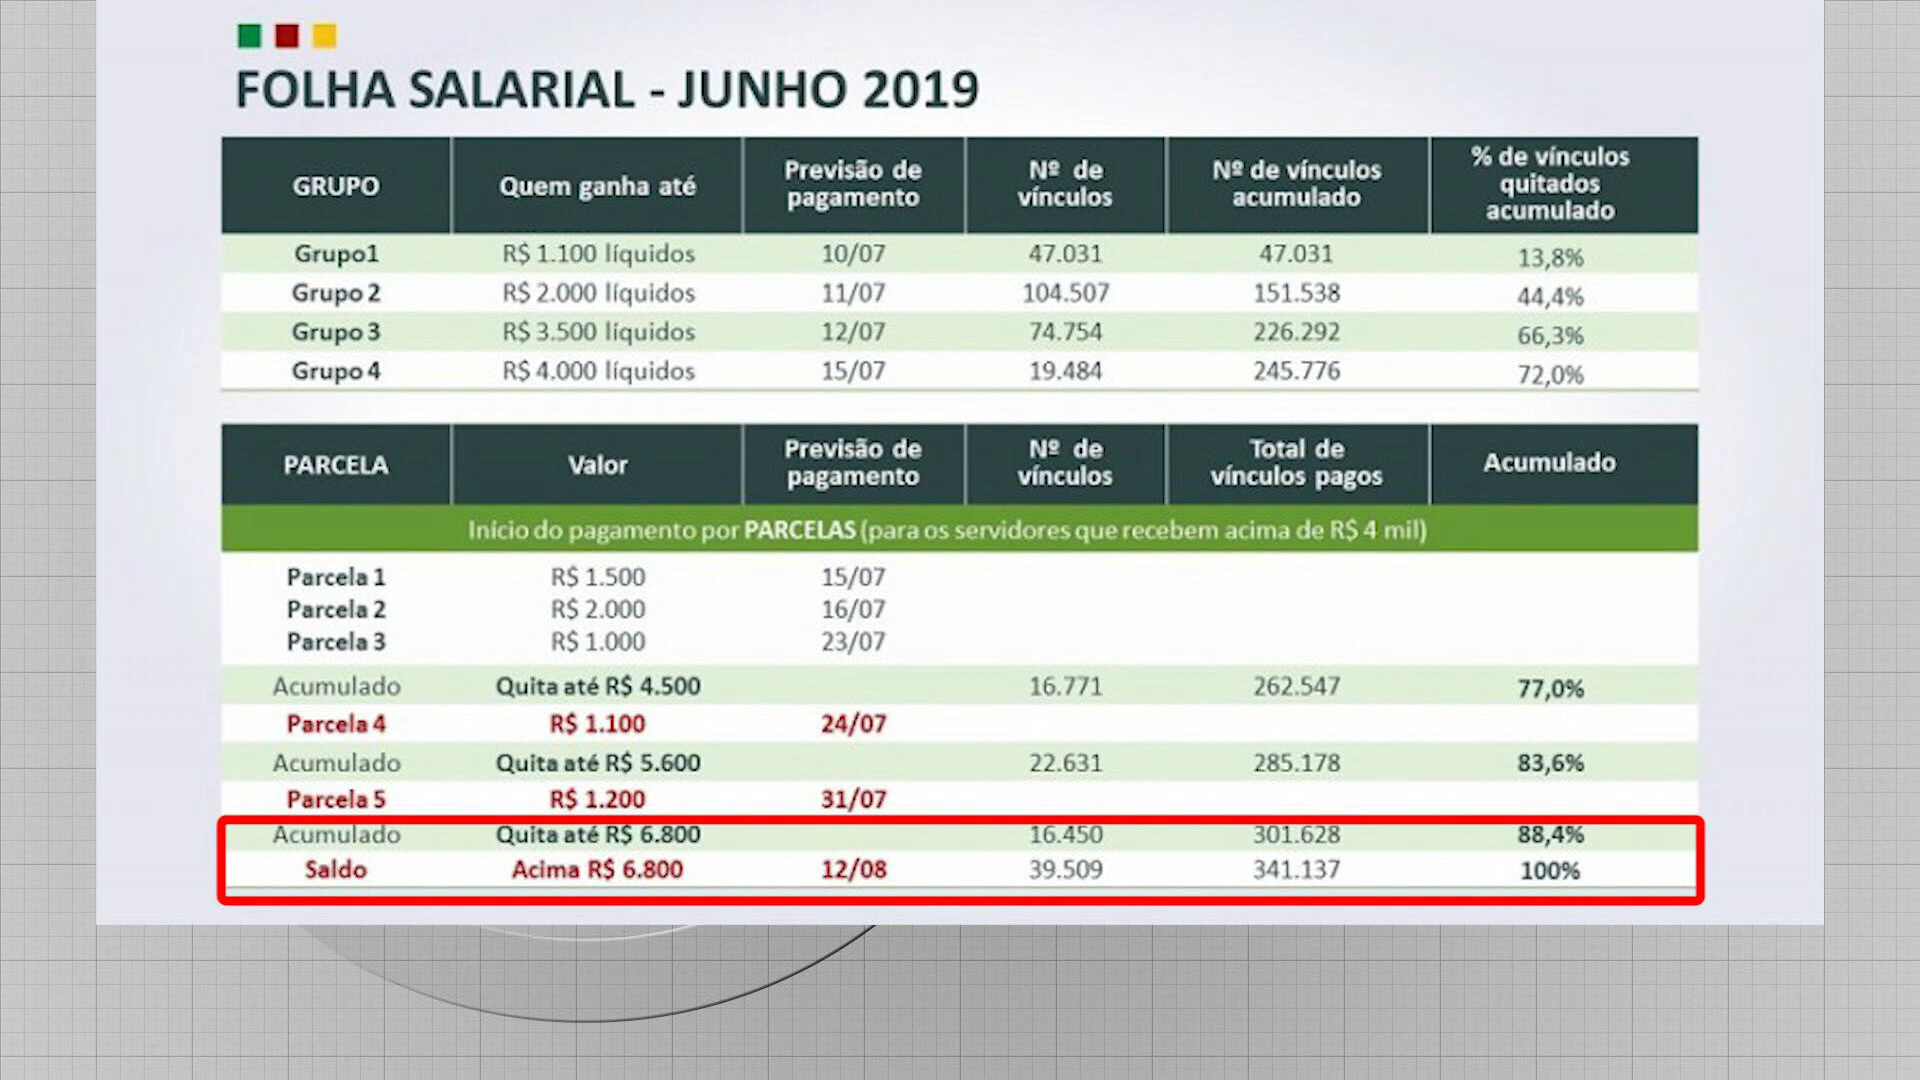 FOLHA SALARIAL - JUNHO 2019
GRUPO Quem ganha até Previsão de pagamento Nº de vínculos Nº de vínculos acumulado % de vínculos quitados acumulado
Grupo1 R$ 1.100 líquidos 10/07 47.031 47.031 13,8%
Grupo 2 R$ 2.000 líquidos 11/07 104.507 151.538 44,4%
Grupo 3 R$ 3.500 líquidos 12/07 74.754 226.292 66,3%
Grupo 4 R$ 4.000 líquidos 15/07 19.484 245.776 72,0%
PARCELA Valor Previsão de pagamento Nº de vínculos Total de vínculos pagos Acumulado
Início do pagamento por PARCELAS (para os servidores que recebem acima de R$ 4 mil)
Parcela 1 R$ 1.500 15/07
Parcela 2 R$ 2.000 16/07
Parcela 3 R$ 1.000 23/07
Acumulado Quita até R$ 4.500 16.771 262.547 77,0%
Parcela 4 R$ 1.100 24/07
Acumulado Quita até R$ 5.600 22.631 285.178 83,6%
Parcela 5 R$ 1.200 31/07
Acumulado Quita até R$ 6.800 16.450 301.628 88,4%
Saldo Acima R$ 6.800 12/08 39.509 341.137 100%